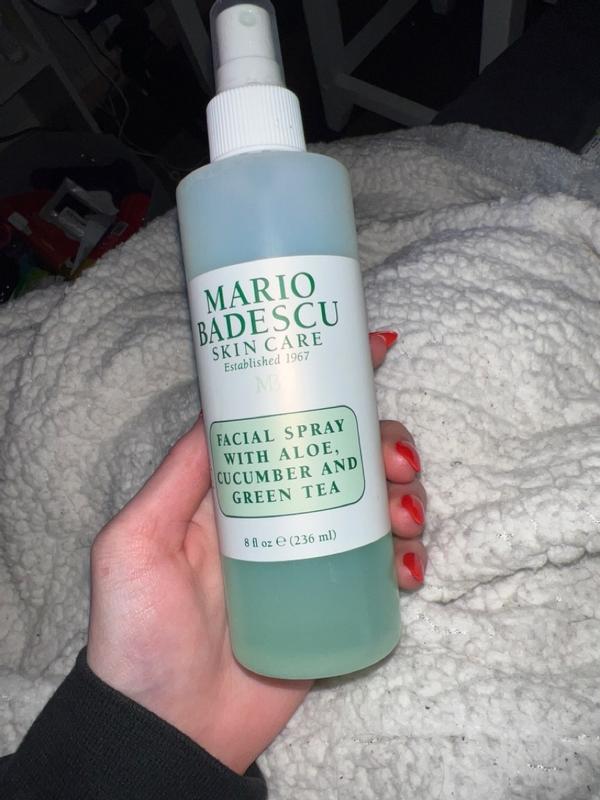 MARIO
BADESCU
SKIN CARE
Established 1967
MB
FACIAL SPRAY
WITH ALOE,
CUCUMBER AND
GREEN TEA
8 fl oz ℮ (236 ml)